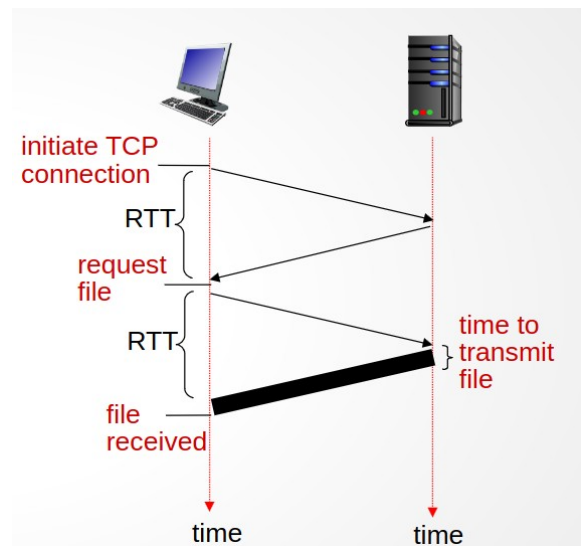 initiate TCP
connection
RTT
request
file
RTT
time to
transmit
file
file
received
time
time